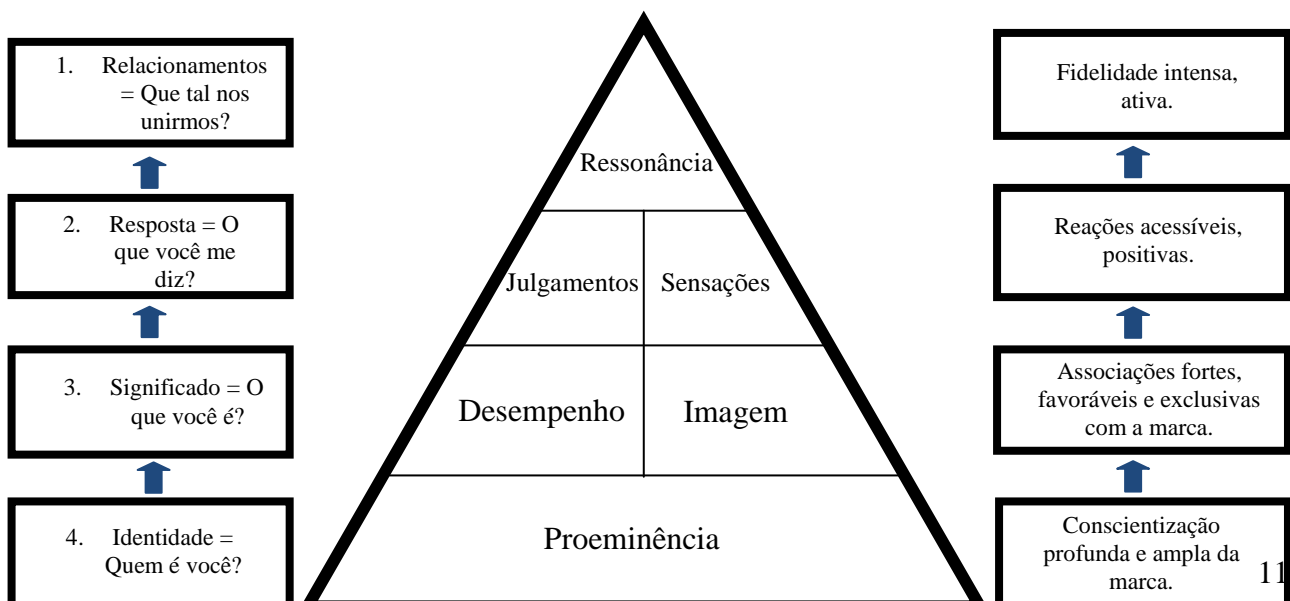 1. Relacionamentos
= Que tal nos
unirmos?
Fidelidade intensa,
ativa.
Ressonância
2. Resposta = O
que você me
diz?
Reações acessíveis,
positivas.
Julgamentos
Sensações
3. Significado = O
que você é?
Associações fortes,
favoráveis e exclusivas
com a marca.
Desempenho
Imagem
4. Identidade =
Quem é você?
Conscientização
profunda e ampla da
marca.
Proeminência
11